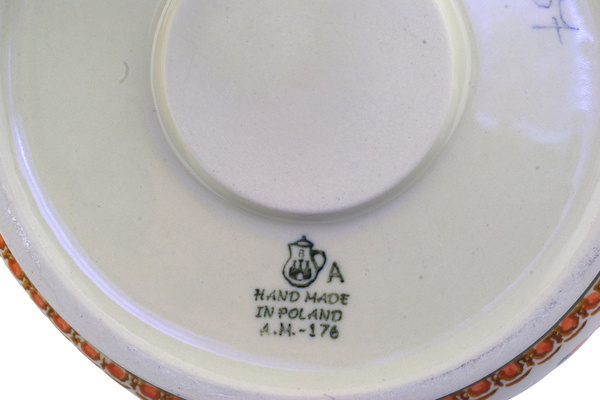 A
HAND MADE
IN POLAND
A.M.-176